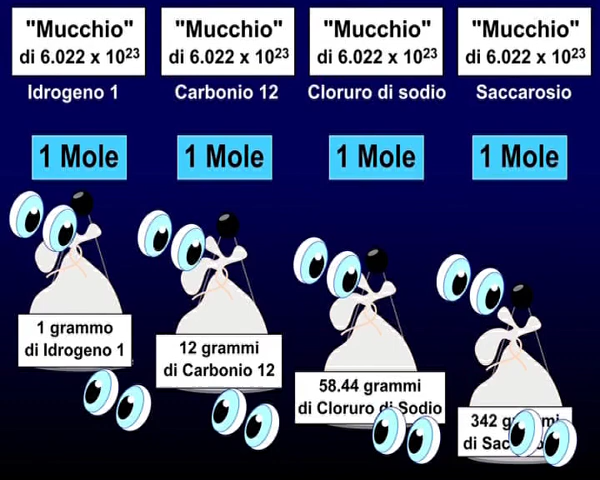 "Mucchio"
di 6.022 x 10²³
Idrogeno 1
1 Mole
1 grammo
di Idrogeno 1
"Mucchio"
di 6.022 x 10²³
Carbonio 12
1 Mole
12 grammi
di Carbonio 12
"Mucchio"
di 6.022 x 10²³
Cloruro di sodio
1 Mole
58.44 grammi
di Cloruro di Sodio
"Mucchio"
di 6.022 x 10²³
Saccarosio
1 Mole
342
di